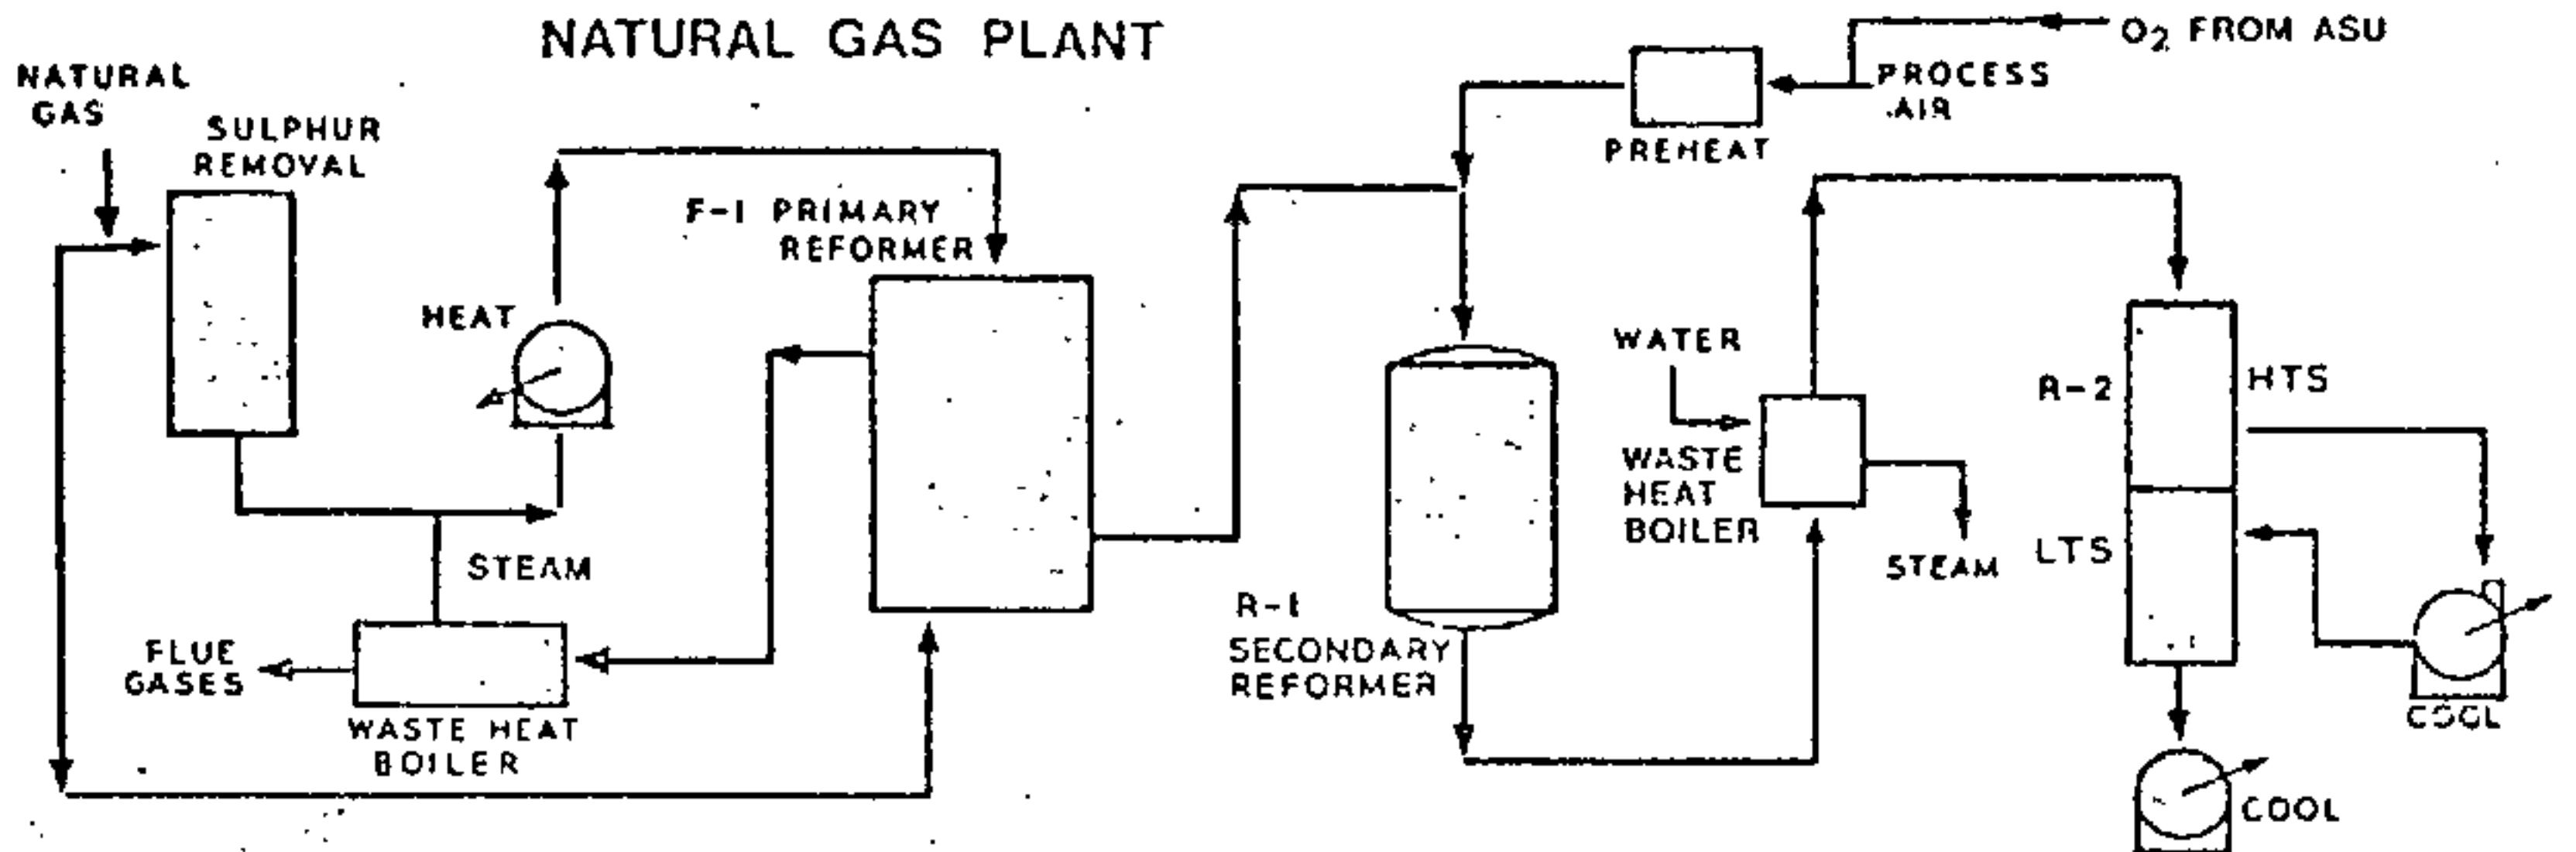 NATURAL GAS PLANT
NATURAL
GAS
SULPHUR
REMOVAL
HEAT
F-1 PRIMARY
REFORMER
STEAM
FLUE
GASES
WASTE HEAT
BOILER
O2 FROM ASU
PROCESS
AIR
PREHEAT
R-1
SECONDARY
REFORMER
WATER
WASTE
HEAT
BOILER
STEAM
R-2
HTS
LTS
COOL
COOL